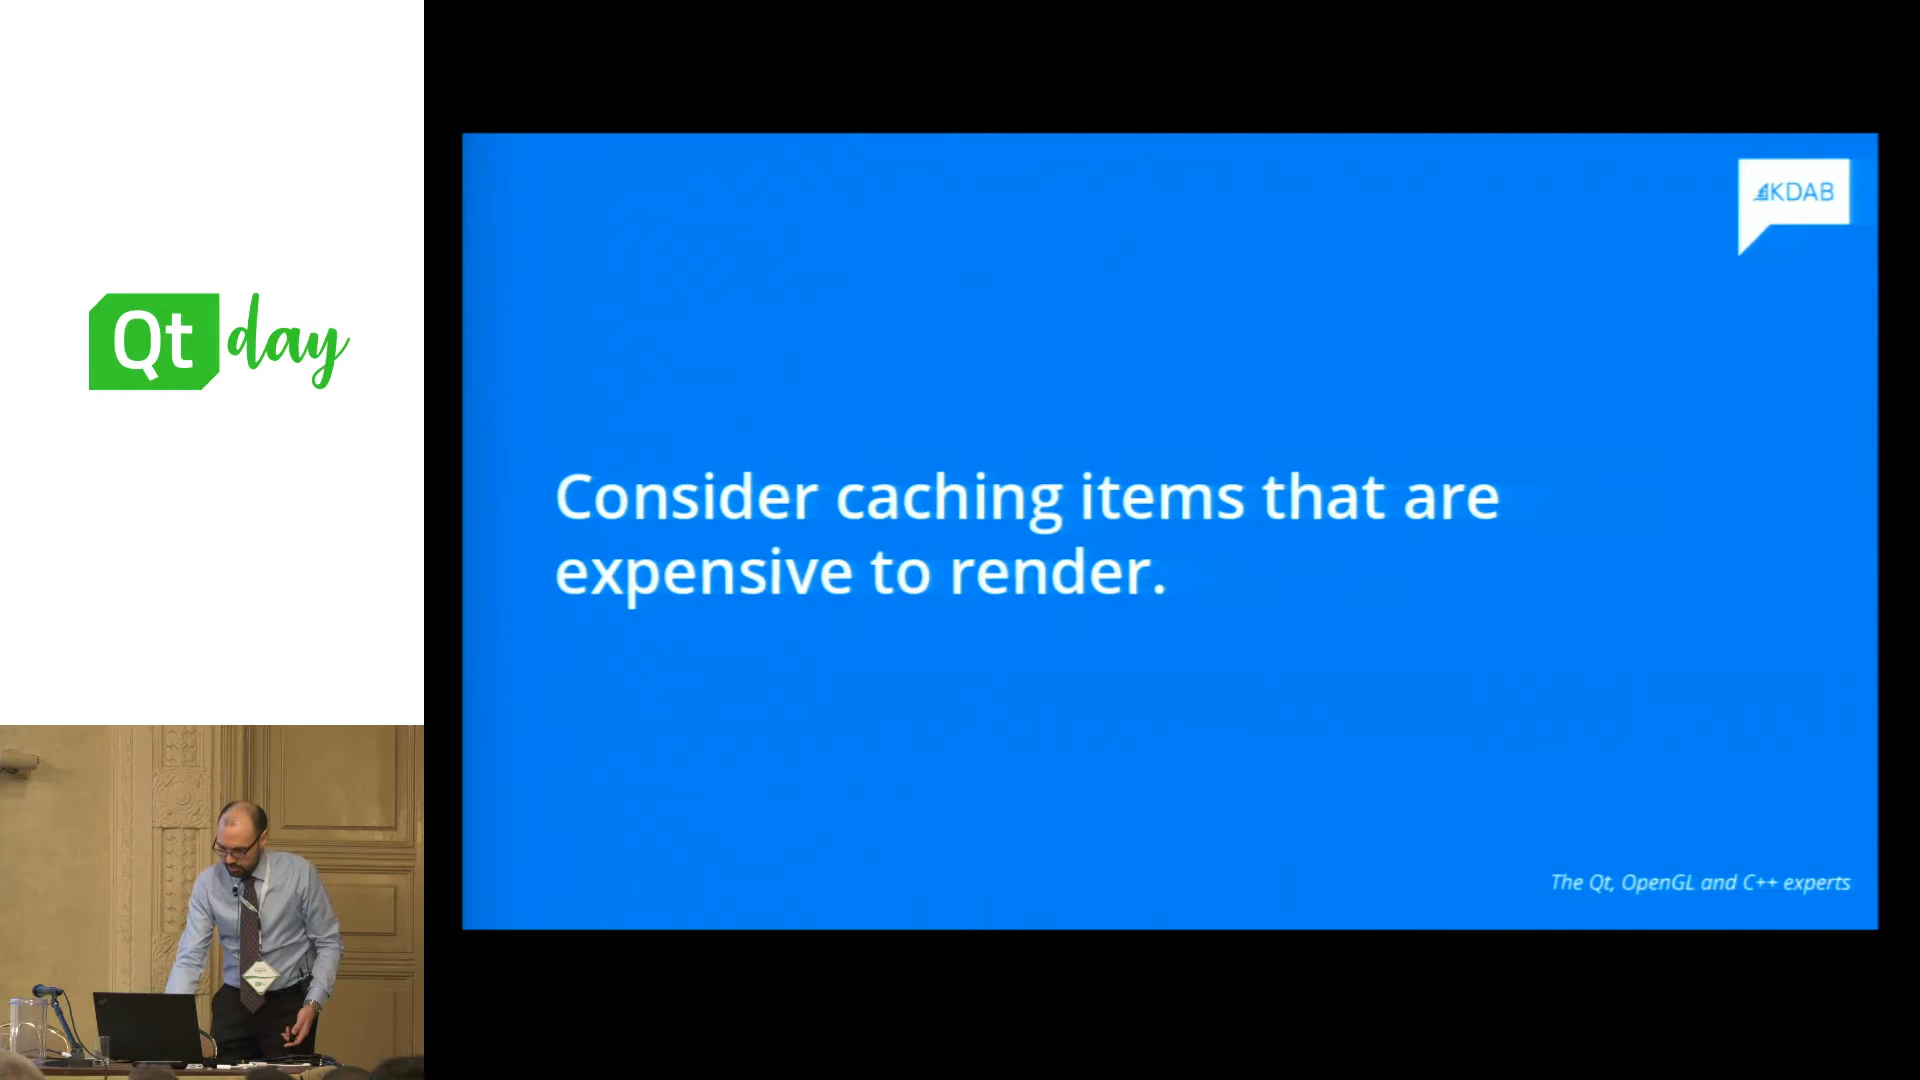 Qt day
KDAB
Consider caching items that are
expensive to render.
The Qt, OpenGL and C++ experts